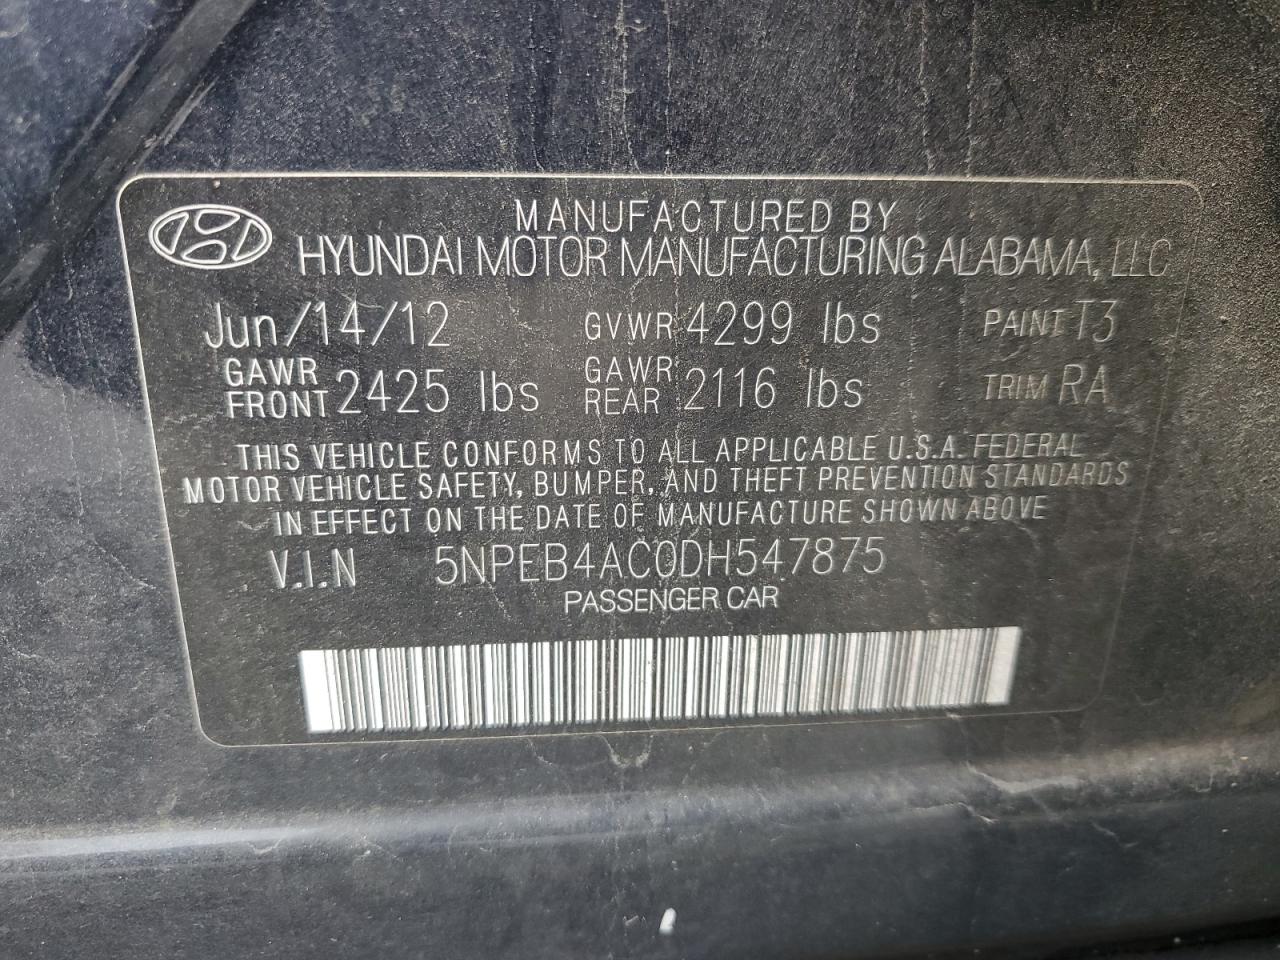 MANUFACTURED BY
HYUNDAI MOTOR MANUFACTURING ALABAMA, LLC
Jun/14/12 GVWR 4299 lbs PAINT T3
GAWR FRONT 2425 lbs GAWR REAR 2116 lbs TRIM RA
THIS VEHICLE CONFORMS TO ALL APPLICABLE U.S.A. FEDERAL
MOTOR VEHICLE SAFETY, BUMPER, AND THEFT PREVENTION STANDARDS
IN EFFECT ON THE DATE OF MANUFACTURE SHOWN ABOVE
V.I.N 5NPEB4AC0DH547875
PASSENGER CAR